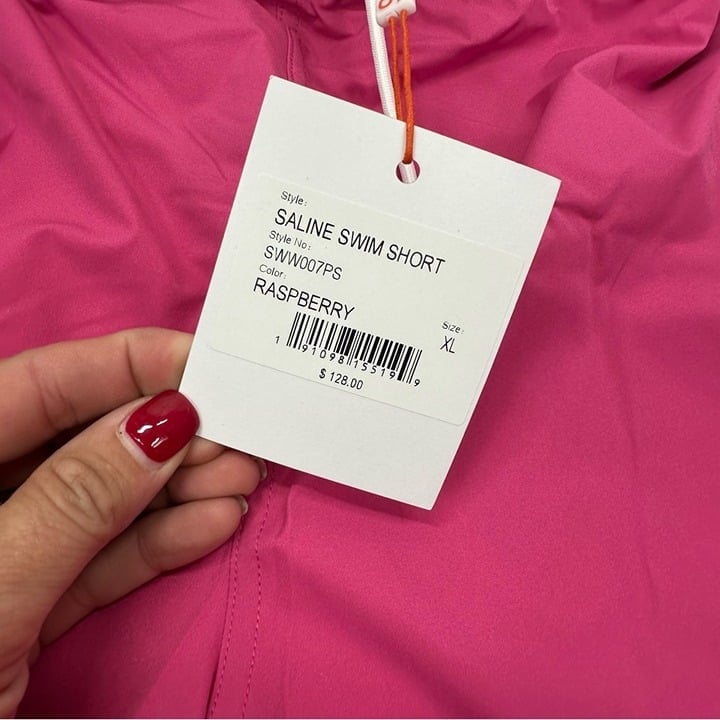 Style:
SALINE SWIM SHORT
Style No:
SWW007PS
Color:
RASPBERRY
Size:
XL
1 91098 15519 9
$ 128.00